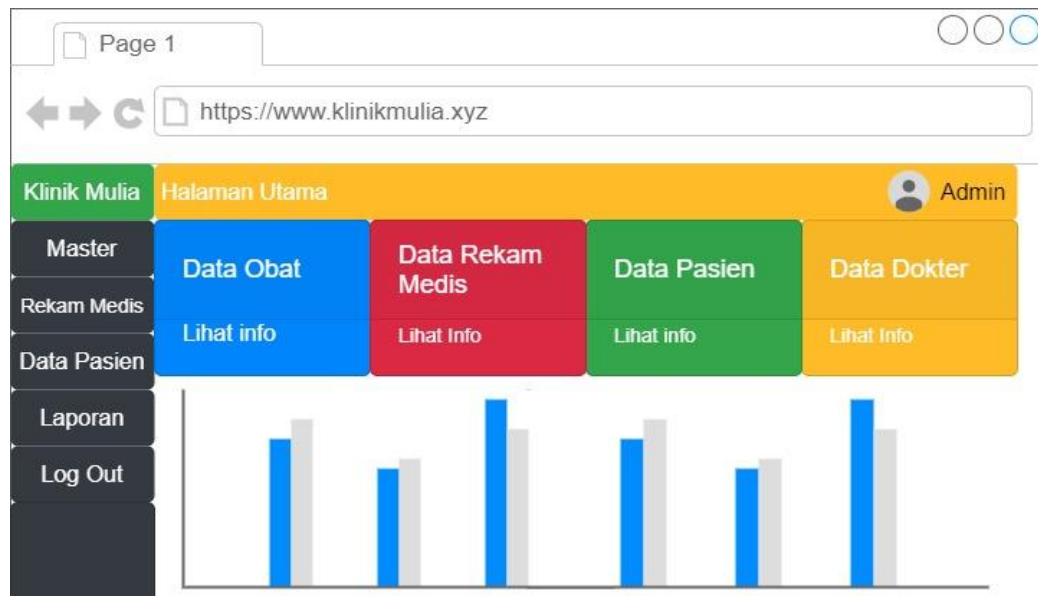 Page 1
https://www.klinikmulia.xyz
Klinik Mulia
Halaman Utama
Admin
Master
Rekam Medis
Data Pasien
Laporan
Log Out
Data Obat
Lihat info
Data Rekam
Medis
Lihat Info
Data Pasien
Lihat info
Data Dokter
Lihat Info